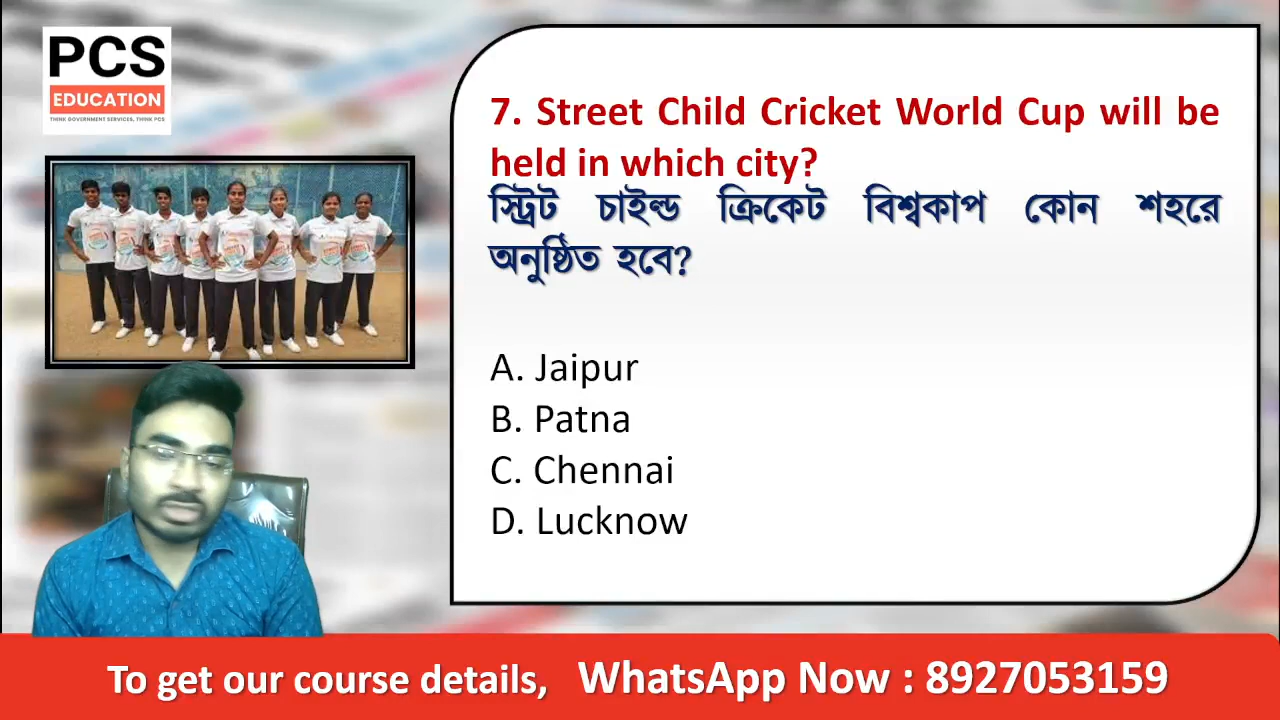 PCS
EDUCATION
THINK GOVERNMENT SERVICES, THINK PCS
7. Street Child Cricket World Cup will be
held in which city?
স্ট্রিট চাইল্ড ক্রিকেট বিশ্বকাপ কোন শহরে
অনুষ্ঠিত হবে?
A. Jaipur
B. Patna
C. Chennai
D. Lucknow
To get our course details, WhatsApp Now : 8927053159